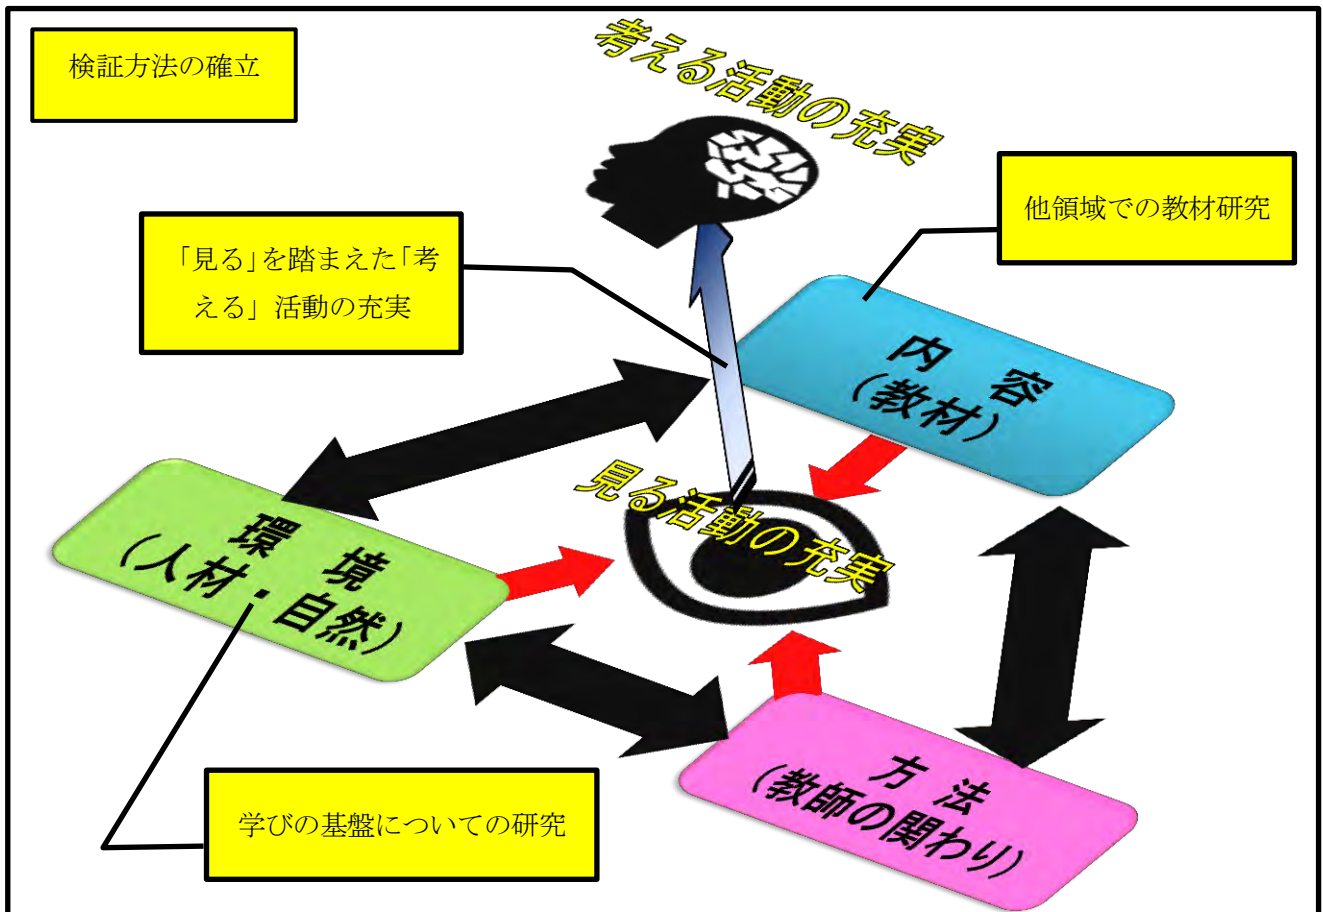 検証方法の確立
考える活動の充実
他領域での教材研究
「見る」を踏まえた「考
える」活動の充実
内 容
(教材)
見る活動の充実
環 境
(人材・自然)
方 法
(教師の関わり)
学びの基盤についての研究